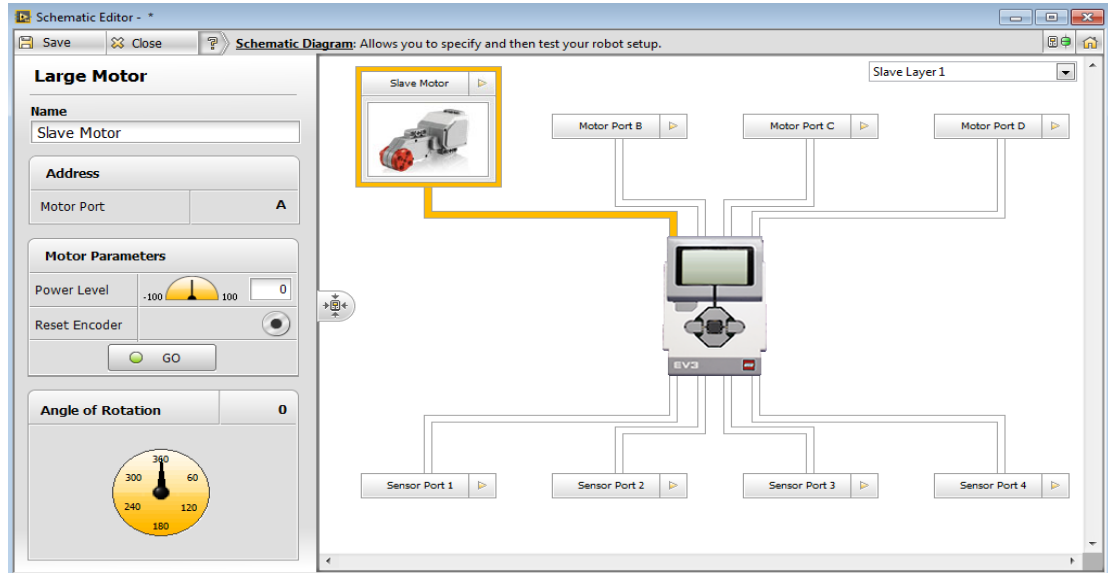 Schematic Editor - *
Save Close ? Schematic Diagram: Allows you to specify and then test your robot setup.
Large Motor
Name
Slave Motor
Address
Motor Port A
Motor Parameters
Power Level -100 100 0
Reset Encoder
GO
Angle of Rotation 0
360
300 60
240 120
180
Slave Layer 1
Slave Motor
Motor Port B Motor Port C Motor Port D
EV3
Sensor Port 1 Sensor Port 2 Sensor Port 3 Sensor Port 4